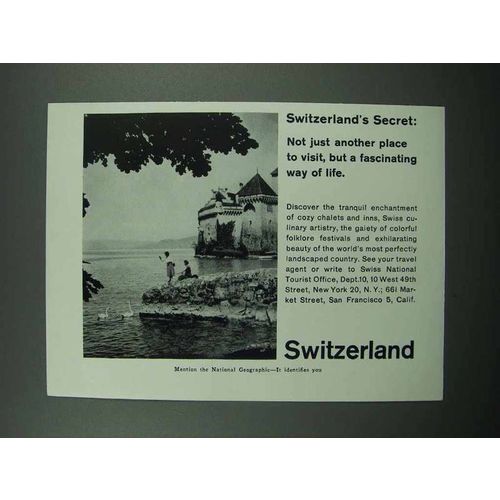 Switzerland's Secret:
Not just another place
to visit, but a fascinating
way of life.
Discover the tranquil enchantment
of cozy chalets and inns, Swiss cu-
linary artistry, the gaiety of colorful
folklore festivals and exhilarating
beauty of the world's most perfectly
landscaped country. See your travel
agent or write to Swiss National
Tourist Office, Dept.10, 10 West 49th
Street, New York 20, N.Y.; 661 Mar-
ket Street, San Francisco 5, Calif.
Switzerland
Mention the National Geographic—It identifies you